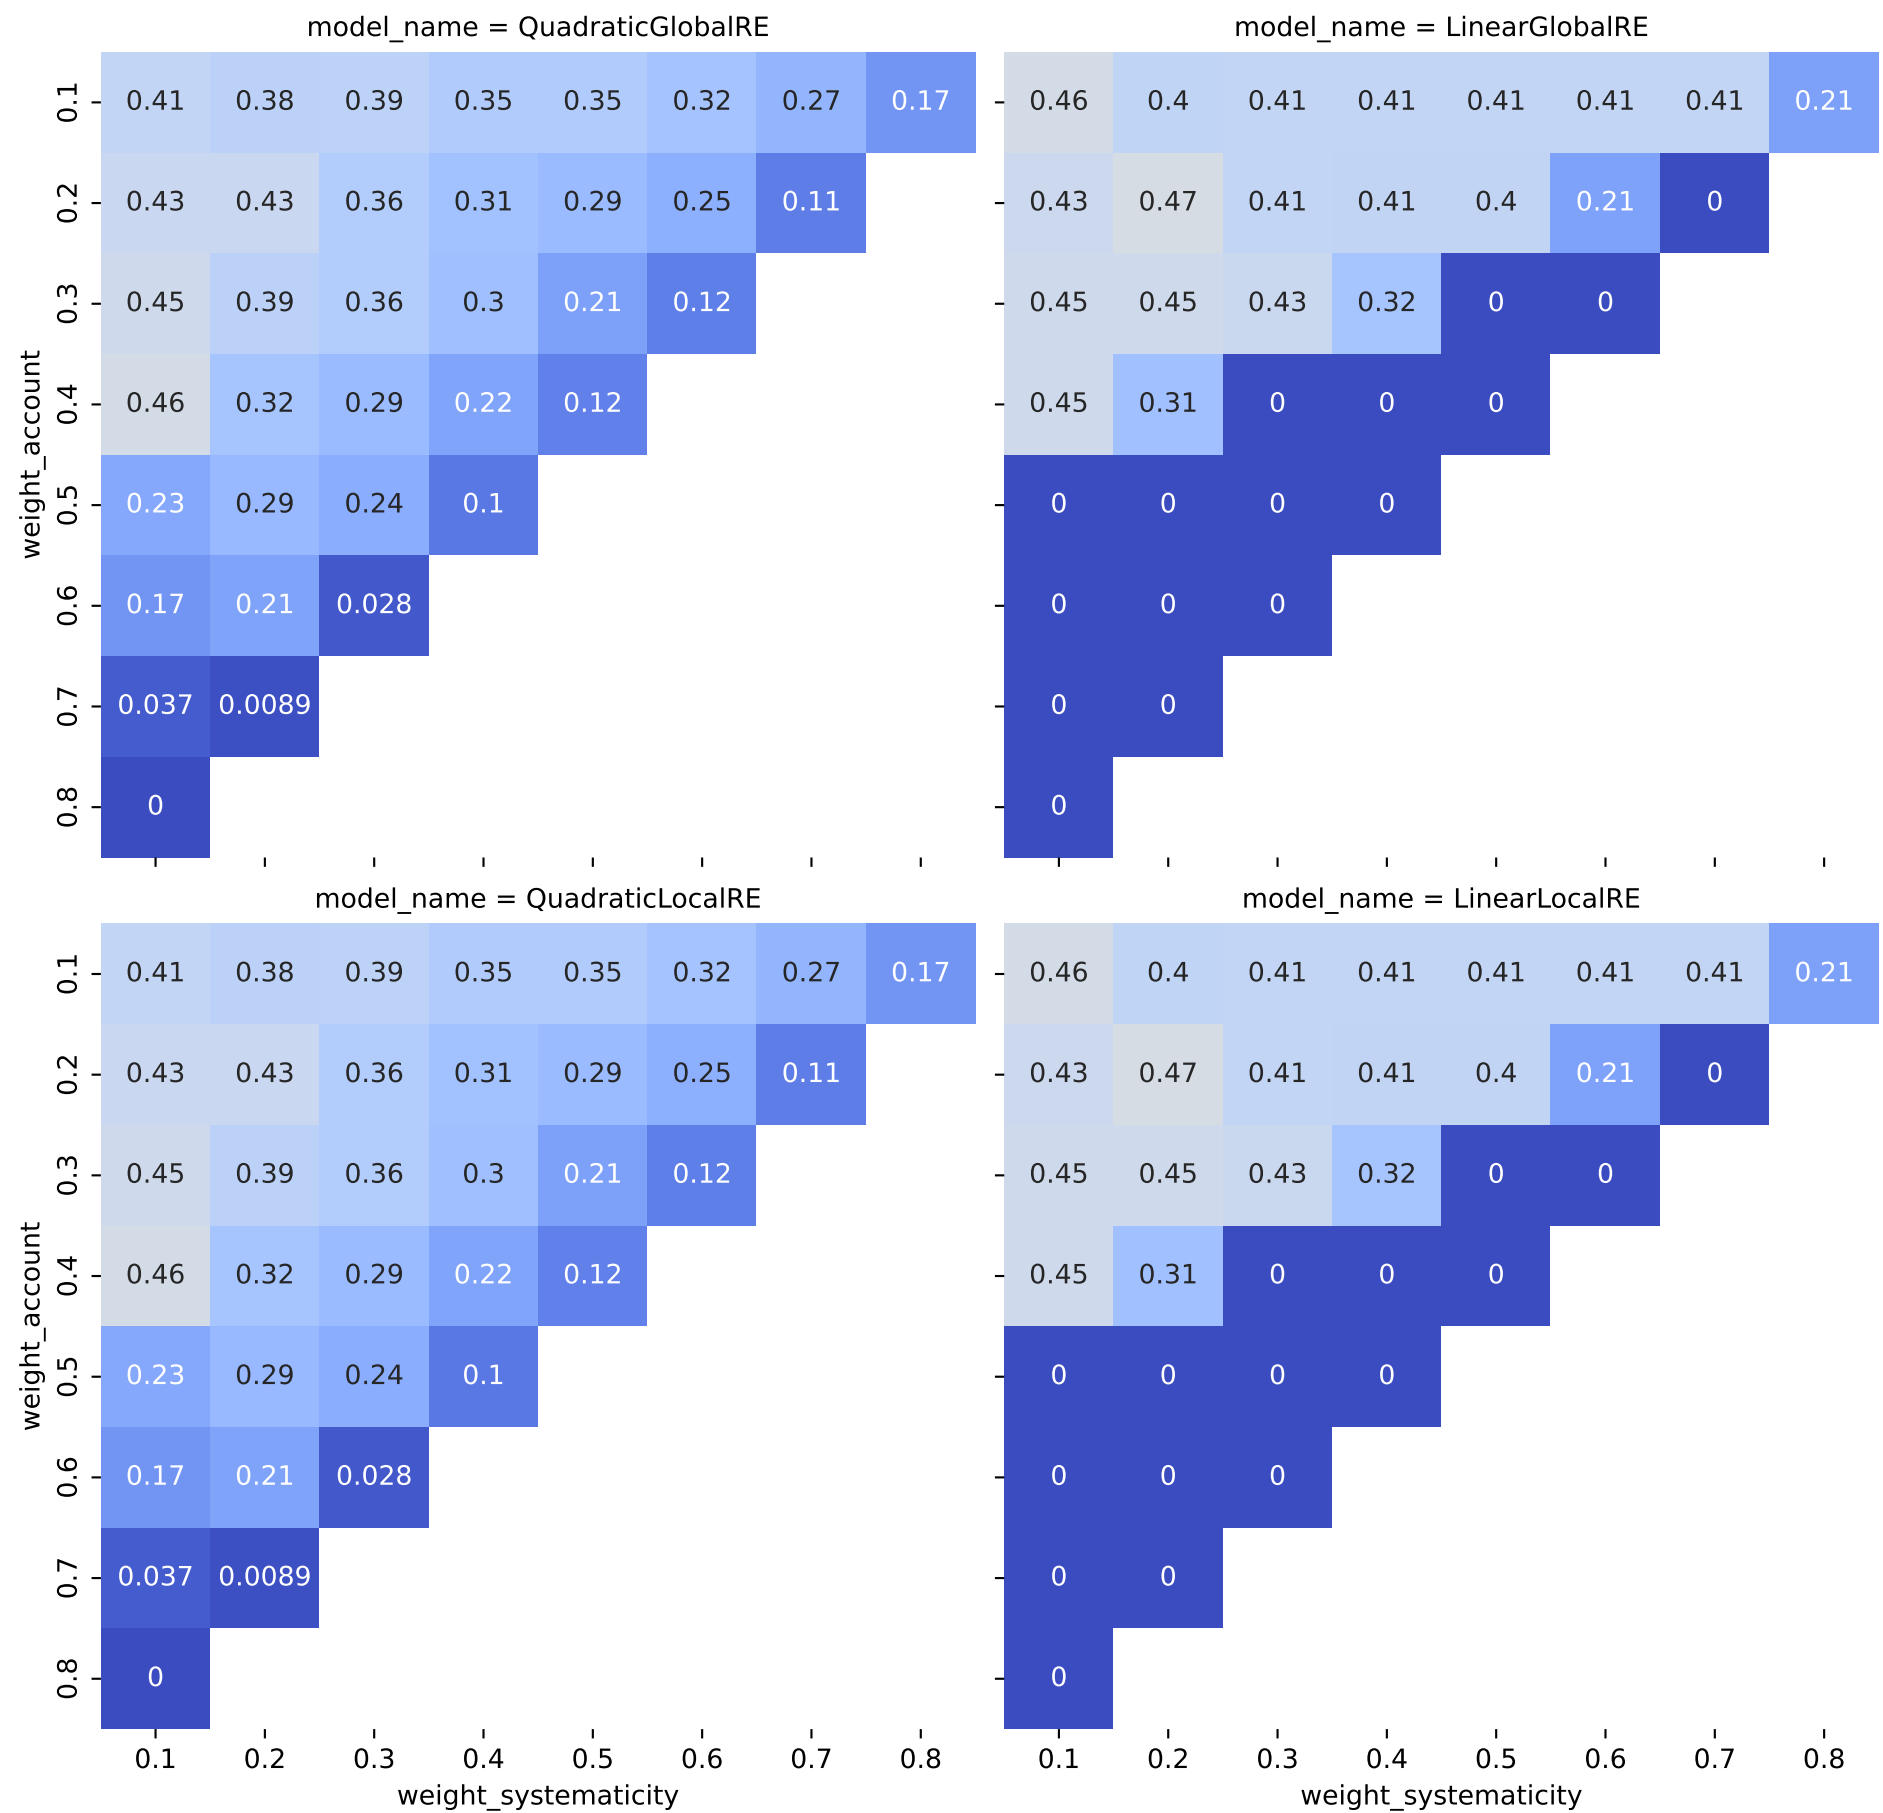 model_name = QuadraticGlobalRE
0.1 0.41 0.38 0.39 0.35 0.35 0.32 0.27 0.17
0.2 0.43 0.43 0.36 0.31 0.29 0.25 0.11
0.3 0.45 0.39 0.36 0.3 0.21 0.12
0.4 0.46 0.32 0.29 0.22 0.12
0.5 0.23 0.29 0.24 0.1
0.6 0.17 0.21 0.028
0.7 0.037 0.0089
0.8 0
weight_account
model_name = LinearGlobalRE
0.46 0.4 0.41 0.41 0.41 0.41 0.41 0.21
0.43 0.47 0.41 0.41 0.4 0.21 0
0.45 0.45 0.43 0.32 0 0
0.45 0.31 0 0 0
0 0 0 0
0 0 0
0 0
0
model_name = QuadraticLocalRE
0.1 0.41 0.38 0.39 0.35 0.35 0.32 0.27 0.17
0.2 0.43 0.43 0.36 0.31 0.29 0.25 0.11
0.3 0.45 0.39 0.36 0.3 0.21 0.12
0.4 0.46 0.32 0.29 0.22 0.12
0.5 0.23 0.29 0.24 0.1
0.6 0.17 0.21 0.028
0.7 0.037 0.0089
0.8 0
weight_account
0.1 0.2 0.3 0.4 0.5 0.6 0.7 0.8
weight_systematicity
model_name = LinearLocalRE
0.46 0.4 0.41 0.41 0.41 0.41 0.41 0.21
0.43 0.47 0.41 0.41 0.4 0.21 0
0.45 0.45 0.43 0.32 0 0
0.45 0.31 0 0 0
0 0 0 0
0 0 0
0 0
0
0.1 0.2 0.3 0.4 0.5 0.6 0.7 0.8
weight_systematicity